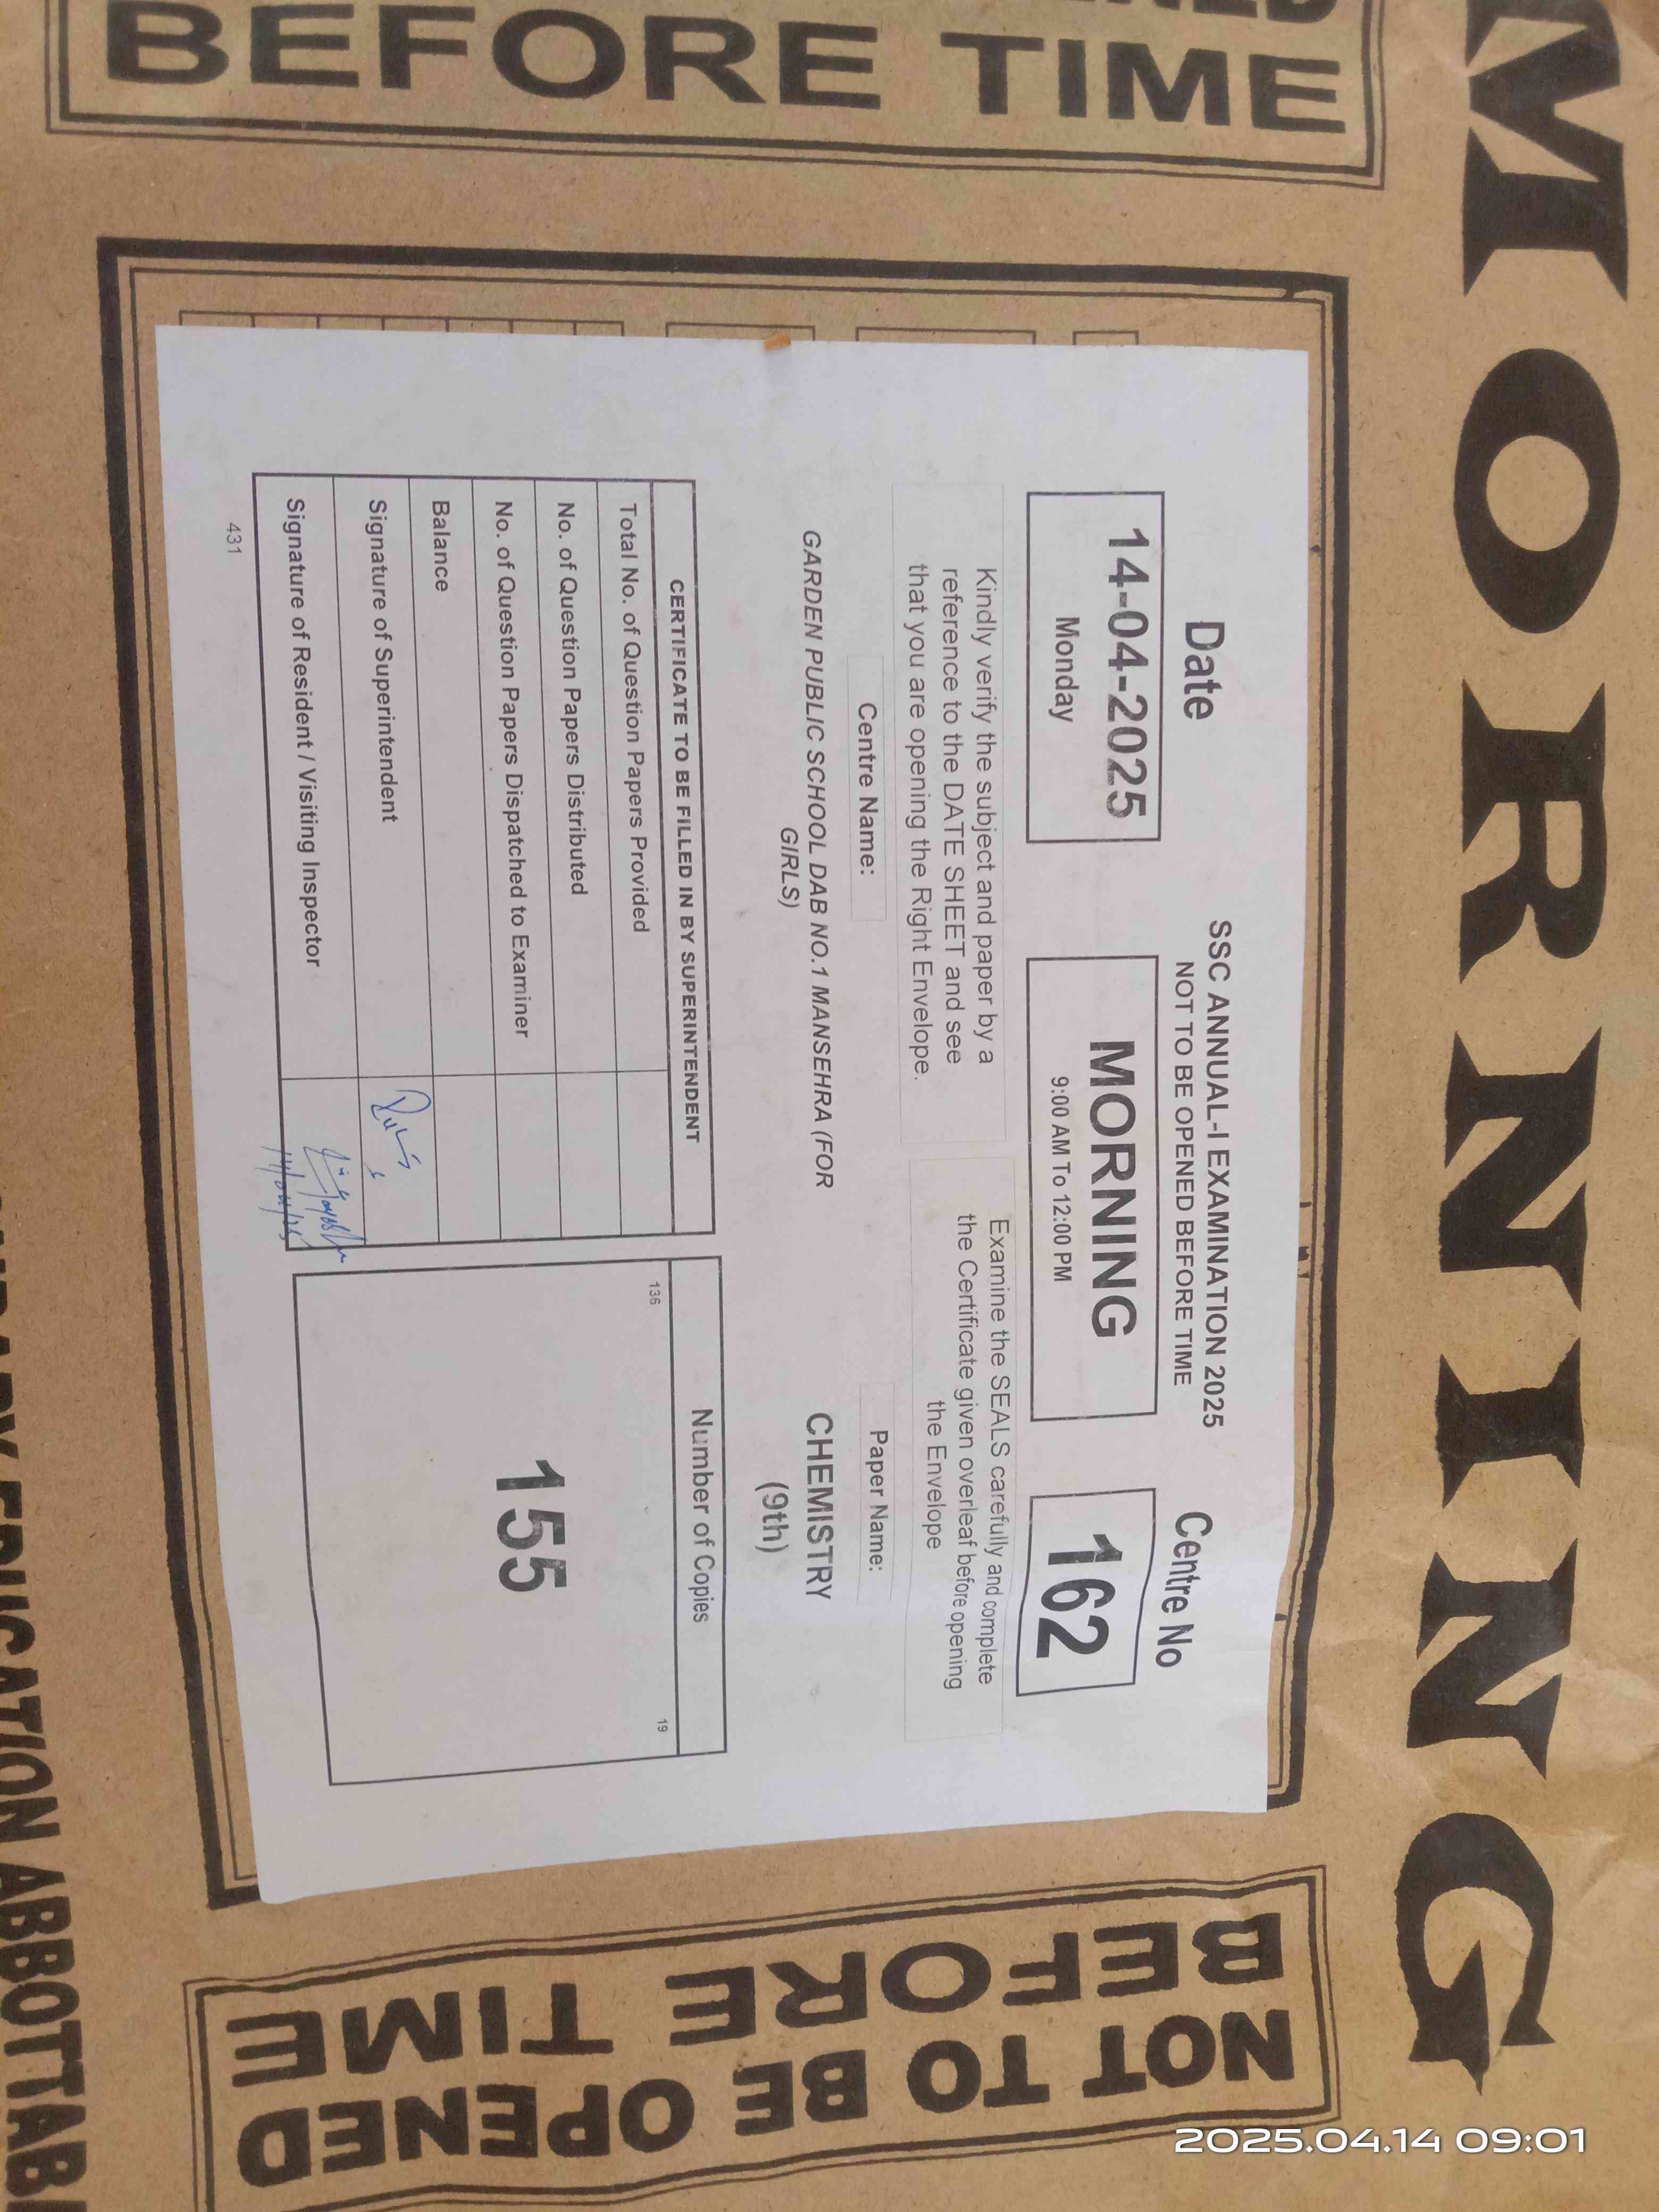 MORNING
BEFORE TIME
SSC ANNUAL-I EXAMINATION 2025
NOT TO BE OPENED BEFORE TIME
Date
14-04-2025
Monday
MORNING
9:00 AM To 12:00 PM
Centre No
162
Kindly verify the subject and paper by a
reference to the DATE SHEET and see
that you are opening the Right Envelope.
Examine the SEALS carefully and complete
the Certificate given overleaf before opening
the Envelope
Centre Name:
GARDEN PUBLIC SCHOOL DAB NO.1 MANSEHRA (FOR
GIRLS)
Paper Name:
CHEMISTRY
(9th)
CERTIFICATE TO BE FILLED IN BY SUPERINTENDENT
Total No. of Question Papers Provided
No. of Question Papers Distributed
No. of Question Papers Dispatched to Examiner
Balance
Signature of Superintendent
Signature of Resident / Visiting Inspector
14/04/25
431
Number of Copies
136
19
155
NOT TO BE OPENED
BEFORE TIME
EDUCATION
2025.04.14 09:01